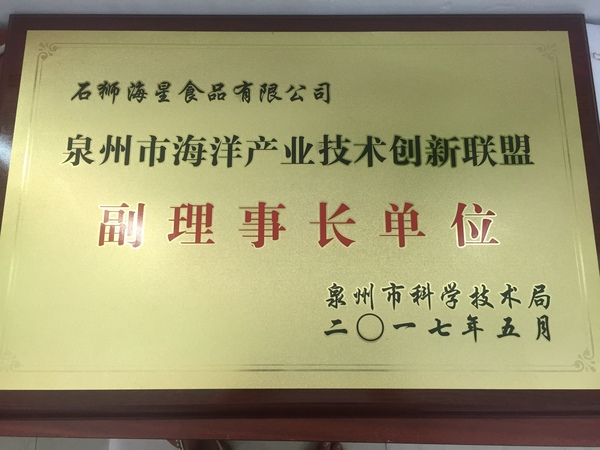 石狮海星食品有限公司
泉州市海洋产业技术创新联盟
副理事长单位
泉州市科学技术局
二〇一七年五月